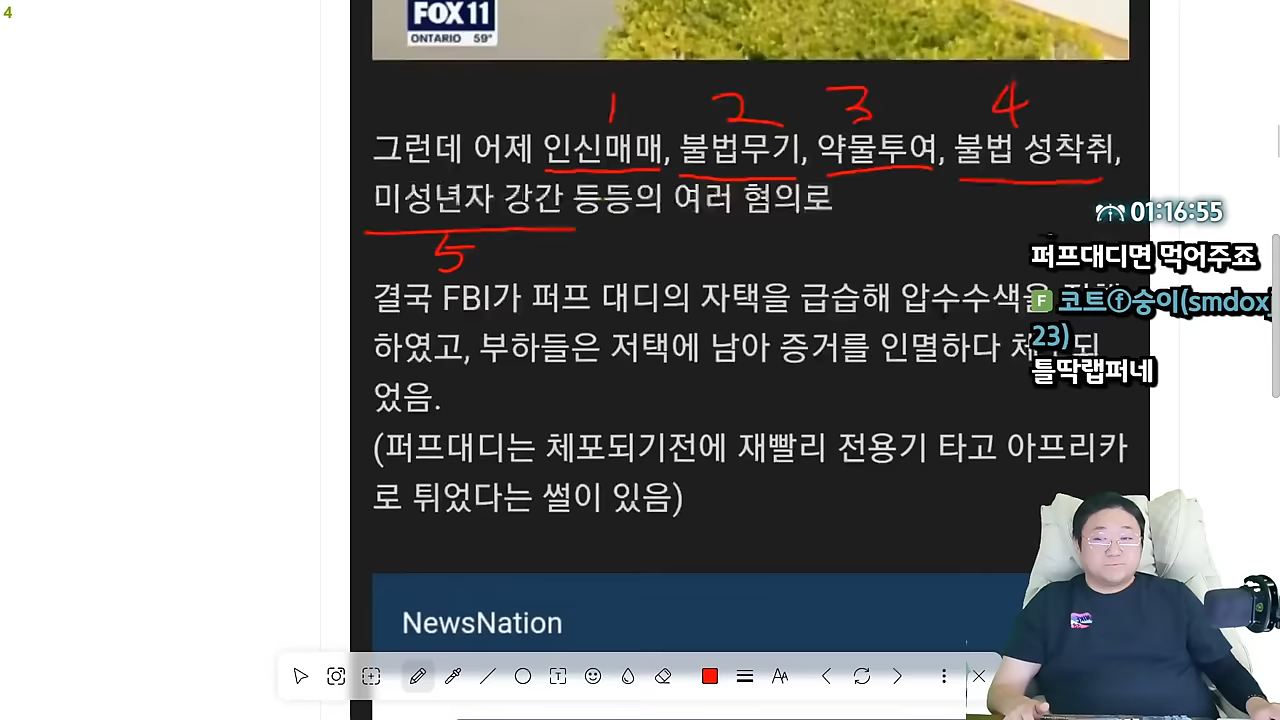 4
FOX 11
ONTARIO 59°
1 2 3 4
그런데 어제 인신매매, 불법무기, 약물투여, 불법 성착취,
미성년자 강간 등등의 여러 혐의로
5
01:16:55
퍼프대디면 먹어주죠
결국 FBI가 퍼프 대디의 자택을 급습해 압수수색을
F 코트ⓕ숭이(smdox
23)
하였고, 부하들은 저택에 남아 증거를 인멸하다
틀딱랩퍼네
었음.
(퍼프대디는 체포되기전에 재빨리 전용기 타고 아프리카
로 튀었다는 썰이 있음)
NewsNation